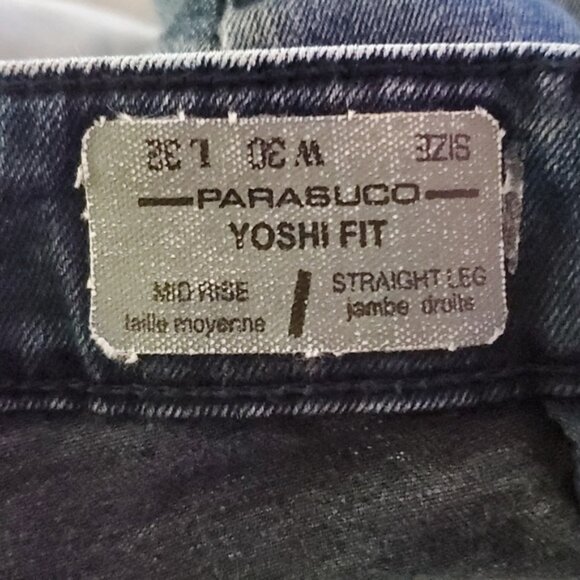 SIZE W 30 L 32
PARASUCO
YOSHI FIT
MID RISE / STRAIGHT LEG
taille moyenne jambe droite